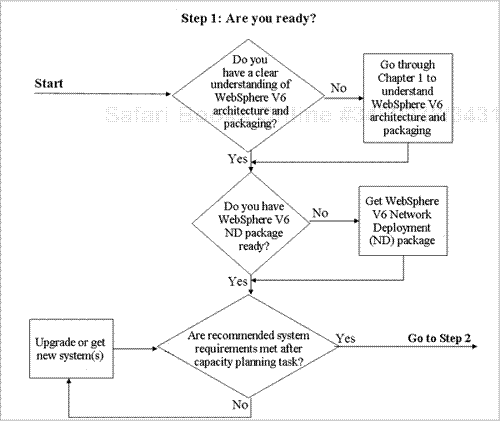 Step 1: Are you ready?
Start
Do you
have a clear
understanding of
WebSphere V6
architecture and
packaging?
No
Go through
Chapter 1 to
understand
WebSphere V6
architecture and
packaging
Yes
Do you have
WebSphere V6
ND package
ready?
No
Get WebSphere
V6 Network
Deployment
(ND) package
Yes
Upgrade or get
new system(s)
Are recommended system
requirements met after
capacity planning task?
Yes
Go to Step 2
No
Safari